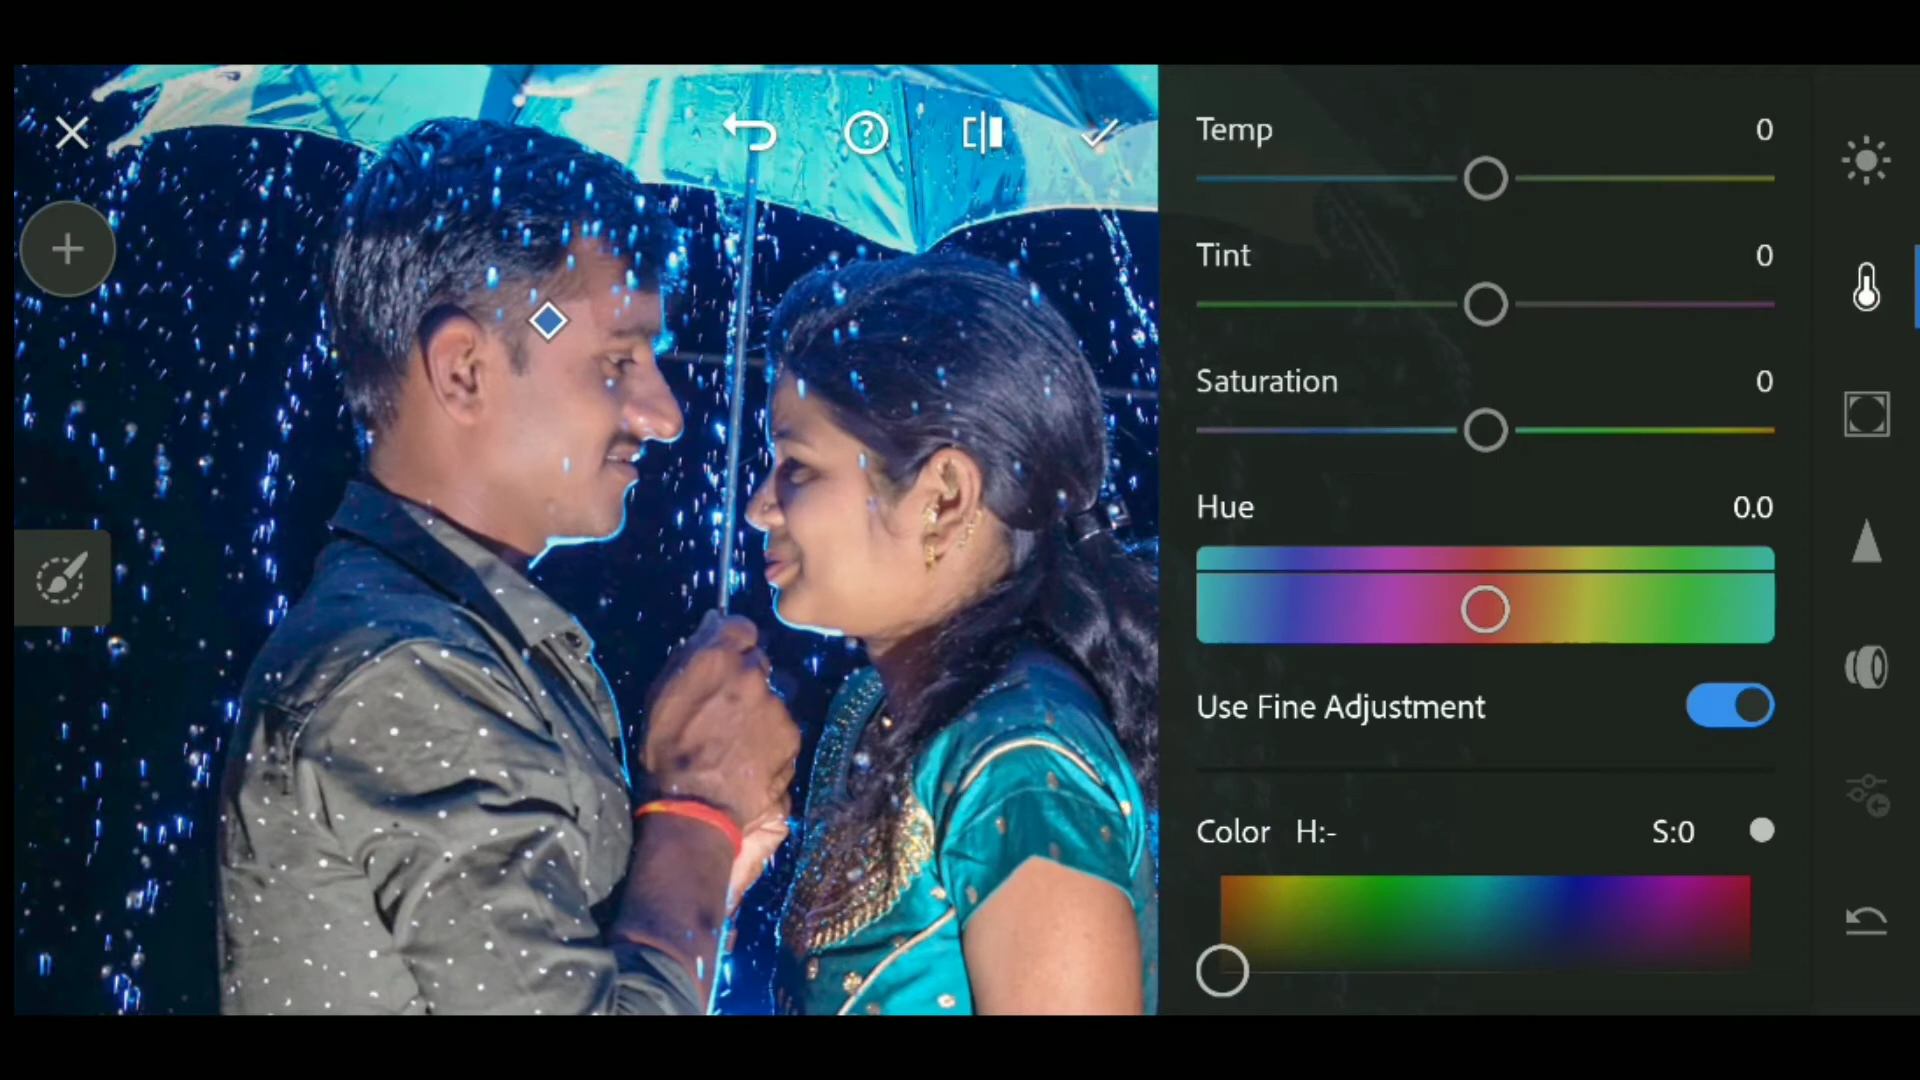 Temp 0
Tint 0
Saturation 0
Hue 0.0
Use Fine Adjustment
Color H:- S:0